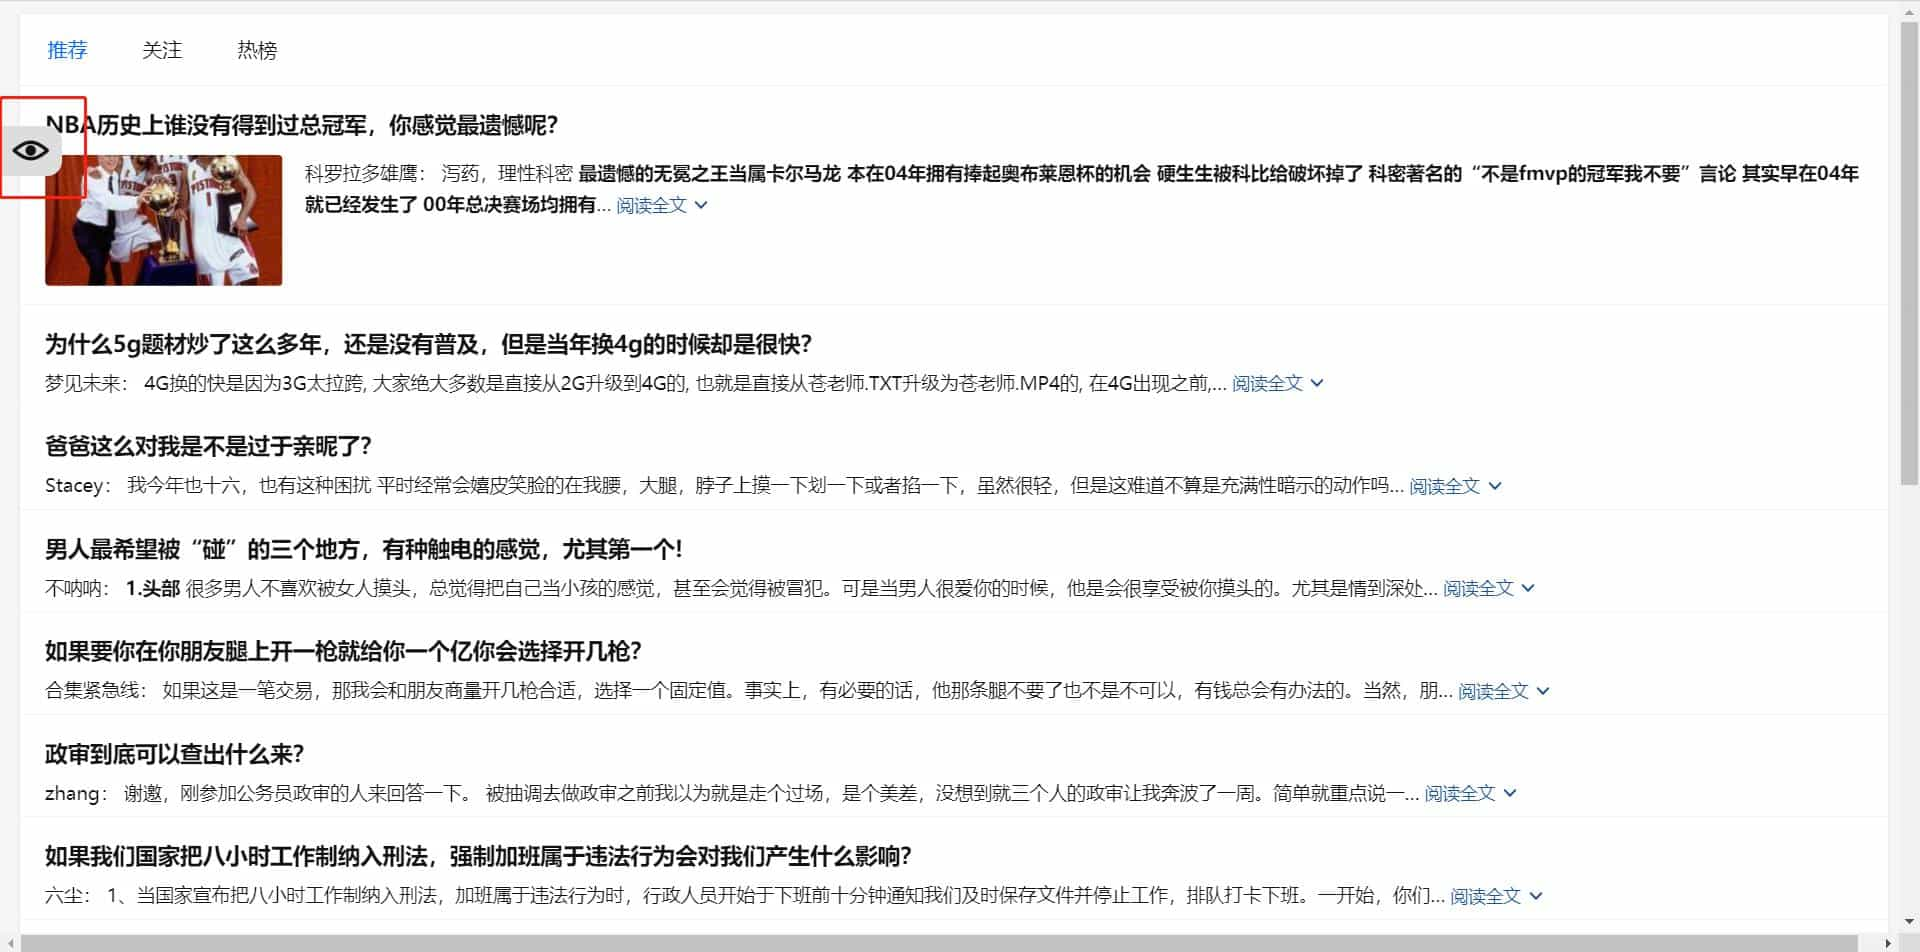 推荐 关注 热榜
NBA历史上谁没有得到过总冠军，你感觉最遗憾呢？
科罗拉多雄鹰： 泻药，理性科密 最遗憾的无冕之王当属卡尔马龙 本在04年拥有捧起奥布莱恩杯的机会 硬生生被科比给破坏掉了 科密著名的“不是fmvp的冠军我不要”言论 其实早在04年
就已经发生了 00年总决赛场均拥有... 阅读全文
为什么5g题材炒了这么多年，还是没有普及，但是当年换4g的时候却是很快？
梦见未来： 4G换的快是因为3G太拉跨, 大家绝大多数是直接从2G升级到4G的, 也就是直接从苍老师.TXT升级为苍老师.MP4的, 在4G出现之前,... 阅读全文
爸爸这么对我是不是过于亲昵了？
Stacey： 我今年也十六，也有这种困扰 平时经常会嬉皮笑脸的在我腰，大腿，脖子上摸一下划一下或者掐一下，虽然很轻，但是这难道不算是充满性暗示的动作吗... 阅读全文
男人最希望被“碰”的三个地方，有种触电的感觉，尤其第一个！
不呐呐： 1.头部 很多男人不喜欢被女人摸头，总觉得把自己当小孩的感觉，甚至会觉得被冒犯。可是当男人很爱你的时候，他是会很享受被你摸头的。尤其是情到深处... 阅读全文
如果要你在你朋友腿上开一枪就给你一个亿你会选择开几枪？
合集紧急线： 如果这是一笔交易，那我会和朋友商量开几枪合适，选择一个固定值。事实上，有必要的话，他那条腿不要了也不是不可以，有钱总会有办法的。当然，朋... 阅读全文
政审到底可以查出什么来？
zhang： 谢邀，刚参加公务员政审的人来回答一下。 被抽调去做政审之前我以为就是走个过场，是个美差，没想到就三个人的政审让我奔波了一周。简单就重点说一... 阅读全文
如果我们国家把八小时工作制纳入刑法，强制加班属于违法行为会对我们产生什么影响？
六尘： 1、当国家宣布把八小时工作制纳入刑法，加班属于违法行为时，行政人员开始于下班前十分钟通知我们及时保存文件并停止工作，排队打卡下班。一开始，你们... 阅读全文